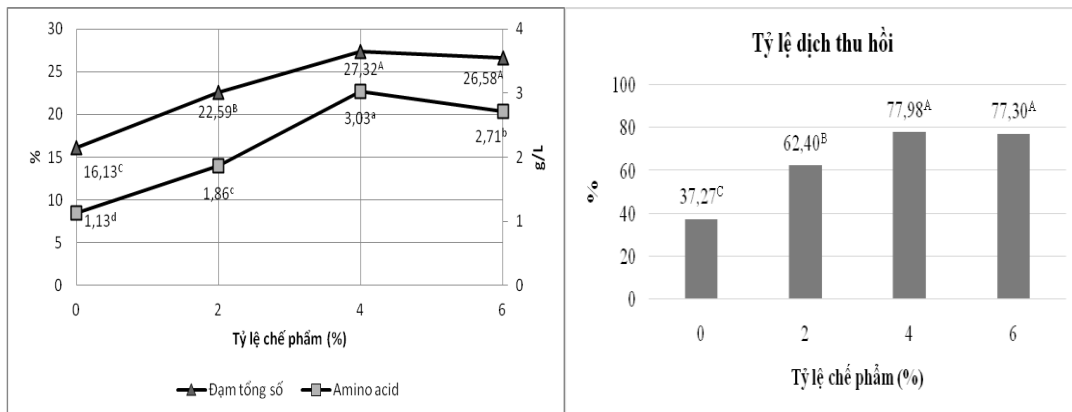 30
25
20
15
10
5
0
%
4
3
2
1
0
g/L
27,32ᴬ
26,58ᴬ
22,59ᴮ
16,13ꟲ
3,03ᵃ
2,71ᵇ
1,86ᶜ
1,13ᵈ
0 2 4 6
Tỷ lệ chế phẩm (%)
Đạm tổng số Amino acid
Tỷ lệ dịch thu hồi
100
80
60
40
20
0
%
37,27ꟲ
62,40ᴮ
77,98ᴬ
77,30ᴬ
0 2 4 6
Tỷ lệ chế phẩm (%)